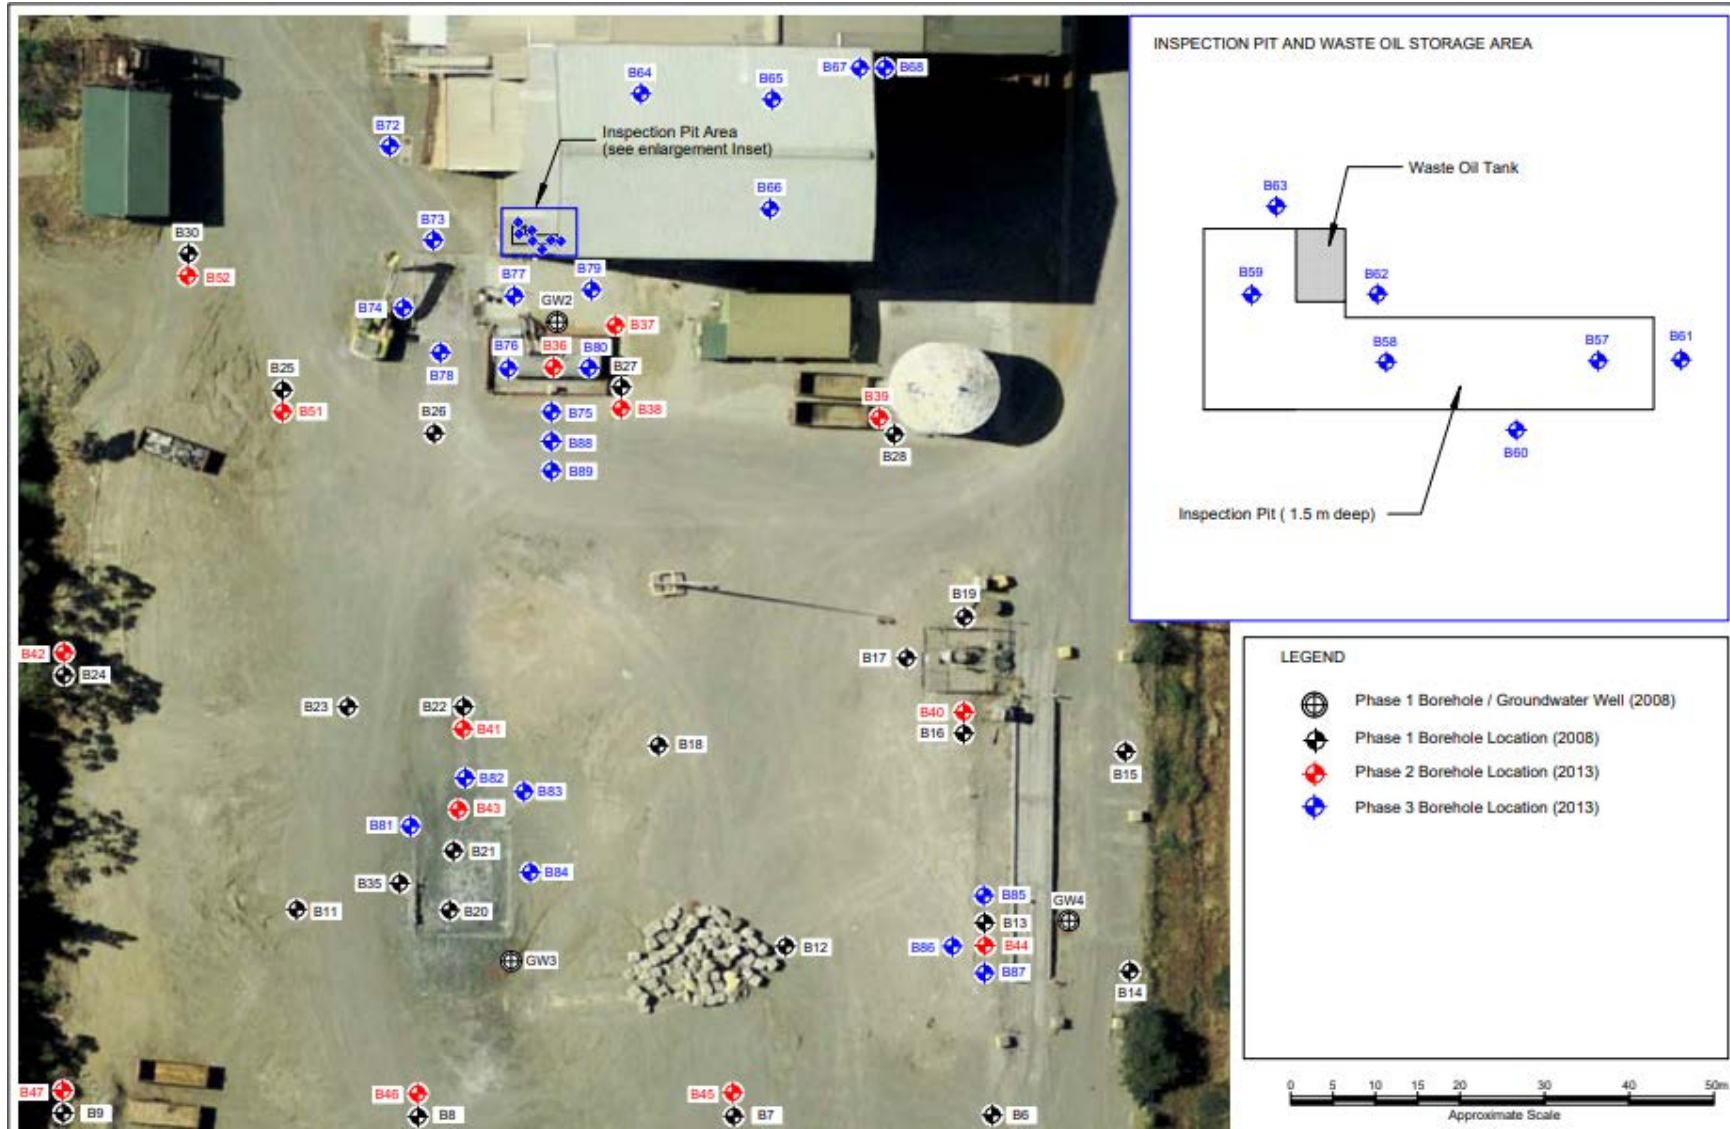 INSPECTION PIT AND WASTE OIL STORAGE AREA
B64
B65
B67
B68
B72
Inspection Pit Area
(see enlargement Inset)
Waste Oil Tank
B63
B66
B73
B30
B52
B59
B62
B77
B79
B74
GW2
B37
B58
B57
B61
B78
B76
B36
B80
B27
B25
B51
B26
B75
B38
B39
B28
B88
B89
B60
Inspection Pit ( 1.5 m deep)
B19
B42
B24
B17
LEGEND
Phase 1 Borehole / Groundwater Well (2008)
Phase 1 Borehole Location (2008)
Phase 2 Borehole Location (2013)
Phase 3 Borehole Location (2013)
B23
B22
B41
B40
B16
B18
B15
B82
B83
B43
B81
B21
B84
B35
B11
B20
B85
GW4
B13
B12
B86
B44
GW3
B87
B14
B47
B9
B46
B8
B45
B7
B6
0 5 10 15 20 30 40 50m
Approximate Scale